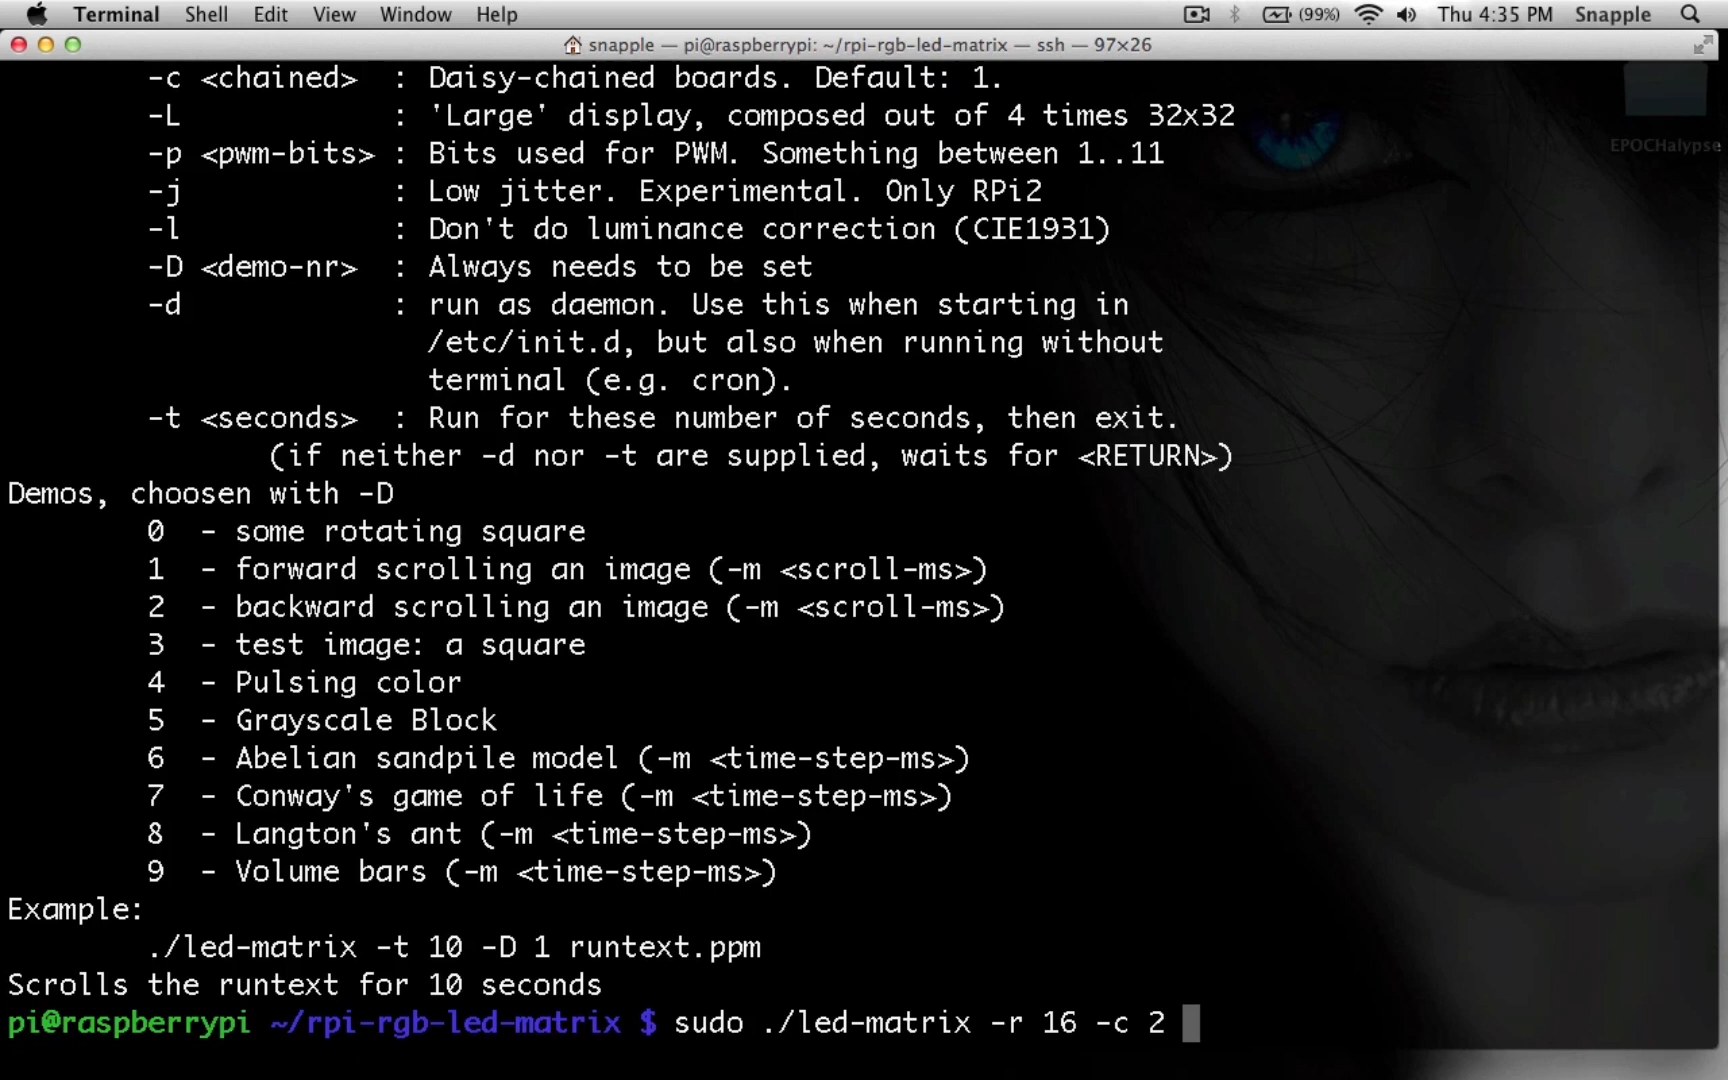 Terminal Shell Edit View Window Help (99%) Thu 4:35 PM Snapple
snapple — pi@raspberrypi: ~/rpi-rgb-led-matrix — ssh — 97×26
EPOCHalypse
-c <chained> : Daisy-chained boards. Default: 1.
-L : 'Large' display, composed out of 4 times 32x32
-p <pwm-bits> : Bits used for PWM. Something between 1..11
-j : Low jitter. Experimental. Only RPi2
-l : Don't do luminance correction (CIE1931)
-D <demo-nr> : Always needs to be set
-d : run as daemon. Use this when starting in
/etc/init.d, but also when running without
terminal (e.g. cron).
-t <seconds> : Run for these number of seconds, then exit.
(if neither -d nor -t are supplied, waits for <RETURN>)
Demos, choosen with -D
0 - some rotating square
1 - forward scrolling an image (-m <scroll-ms>)
2 - backward scrolling an image (-m <scroll-ms>)
3 - test image: a square
4 - Pulsing color
5 - Grayscale Block
6 - Abelian sandpile model (-m <time-step-ms>)
7 - Conway's game of life (-m <time-step-ms>)
8 - Langton's ant (-m <time-step-ms>)
9 - Volume bars (-m <time-step-ms>)
Example:
./led-matrix -t 10 -D 1 runtext.ppm
Scrolls the runtext for 10 seconds
pi@raspberrypi ~/rpi-rgb-led-matrix $ sudo ./led-matrix -r 16 -c 2